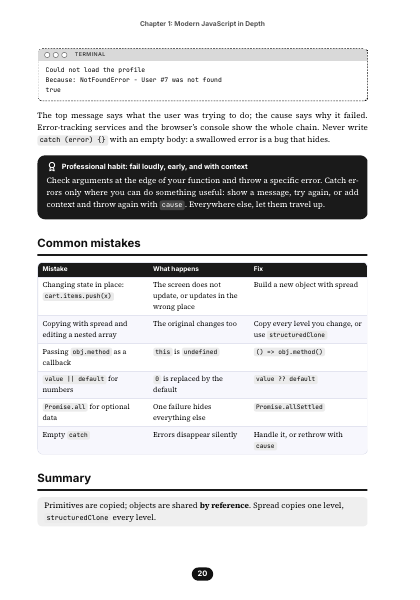 Chapter 1: Modern JavaScript in Depth
TERMINAL
Could not load the profile
Because: NotFoundError - User #7 was not found
true
The top message says what the user was trying to do; the cause says why it failed.
Error-tracking services and the browser's console show the whole chain. Never write
catch (error) {} with an empty body: a swallowed error is a bug that hides.
Professional habit: fail loudly, early, and with context
Check arguments at the edge of your function and throw a specific error. Catch er-
rors only where you can do something useful: show a message, try again, or add
context and throw again with cause. Everywhere else, let them travel up.
Common mistakes
Mistake What happens Fix
Changing state in place: The screen does not Build a new object with spread
cart.items.push(x) update, or updates in the
wrong place
Copying with spread and The original changes too Copy every level you change, or
editing a nested array use structuredClone
Passing obj.method as a this is undefined () => obj.method()
callback
value || default for 0 is replaced by the value ?? default
numbers default
Promise.all for optional One failure hides Promise.allSettled
data everything else
Empty catch Errors disappear silently Handle it, or rethrow with
cause
Summary
Primitives are copied; objects are shared by reference. Spread copies one level,
structuredClone every level.
20